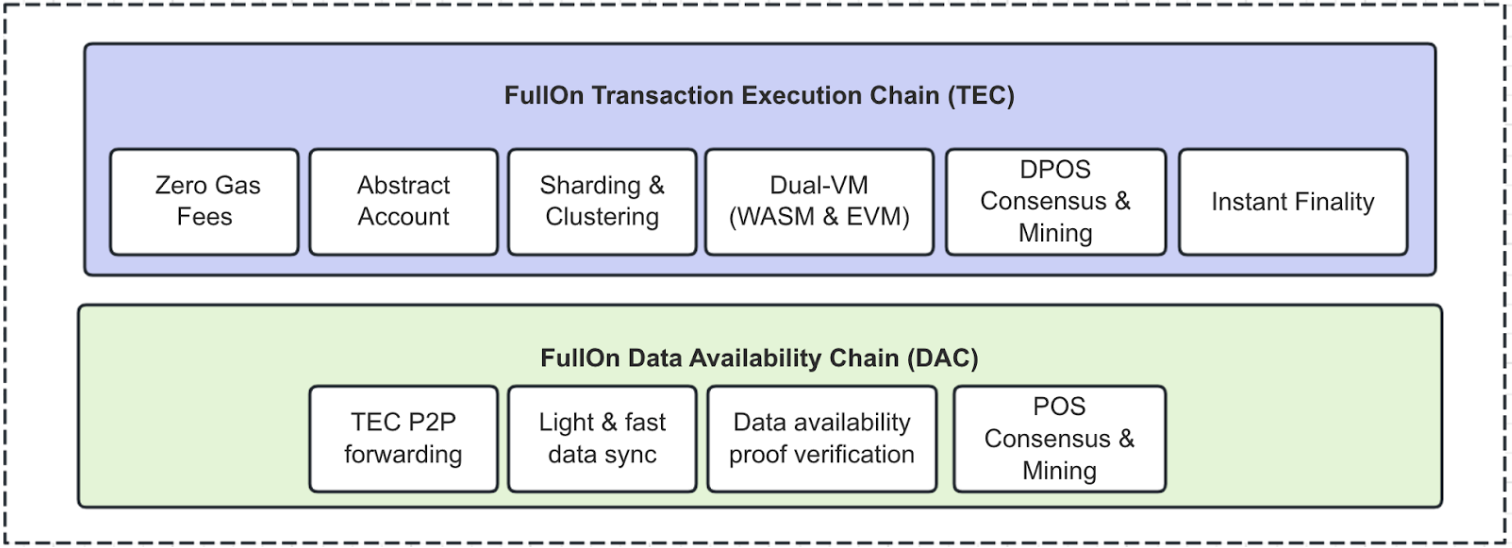 FullOn Transaction Execution Chain (TEC)
Zero Gas
Fees
Abstract
Account
Sharding &
Clustering
Dual-VM
(WASM & EVM)
DPOS
Consensus &
Mining
Instant Finality
FullOn Data Availability Chain (DAC)
TEC P2P
forwarding
Light & fast
data sync
Data availability
proof verification
POS
Consensus &
Mining